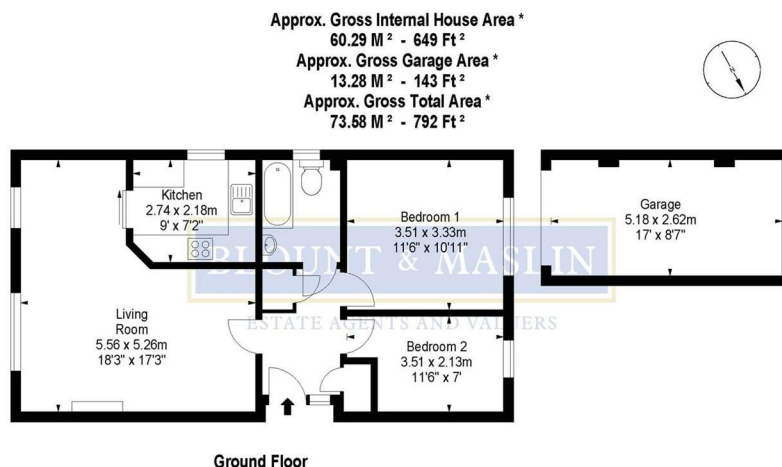 Approx. Gross Internal House Area *
60.29 M² - 649 Ft²
Approx. Gross Garage Area *
13.28 M² - 143 Ft²
Approx. Gross Total Area *
73.58 M² - 792 Ft²
N
Kitchen
2.74 x 2.18m
9' x 7'2"
Bedroom 1
3.51 x 3.33m
11'6" x 10'11"
Garage
5.18 x 2.62m
17' x 8'7"
BLOUNT & MASLIN
ESTATE AGENTS AND VALUERS
Living
Room
5.56 x 5.26m
18'3" x 17'3"
Bedroom 2
3.51 x 2.13m
11'6" x 7'
Ground Floor